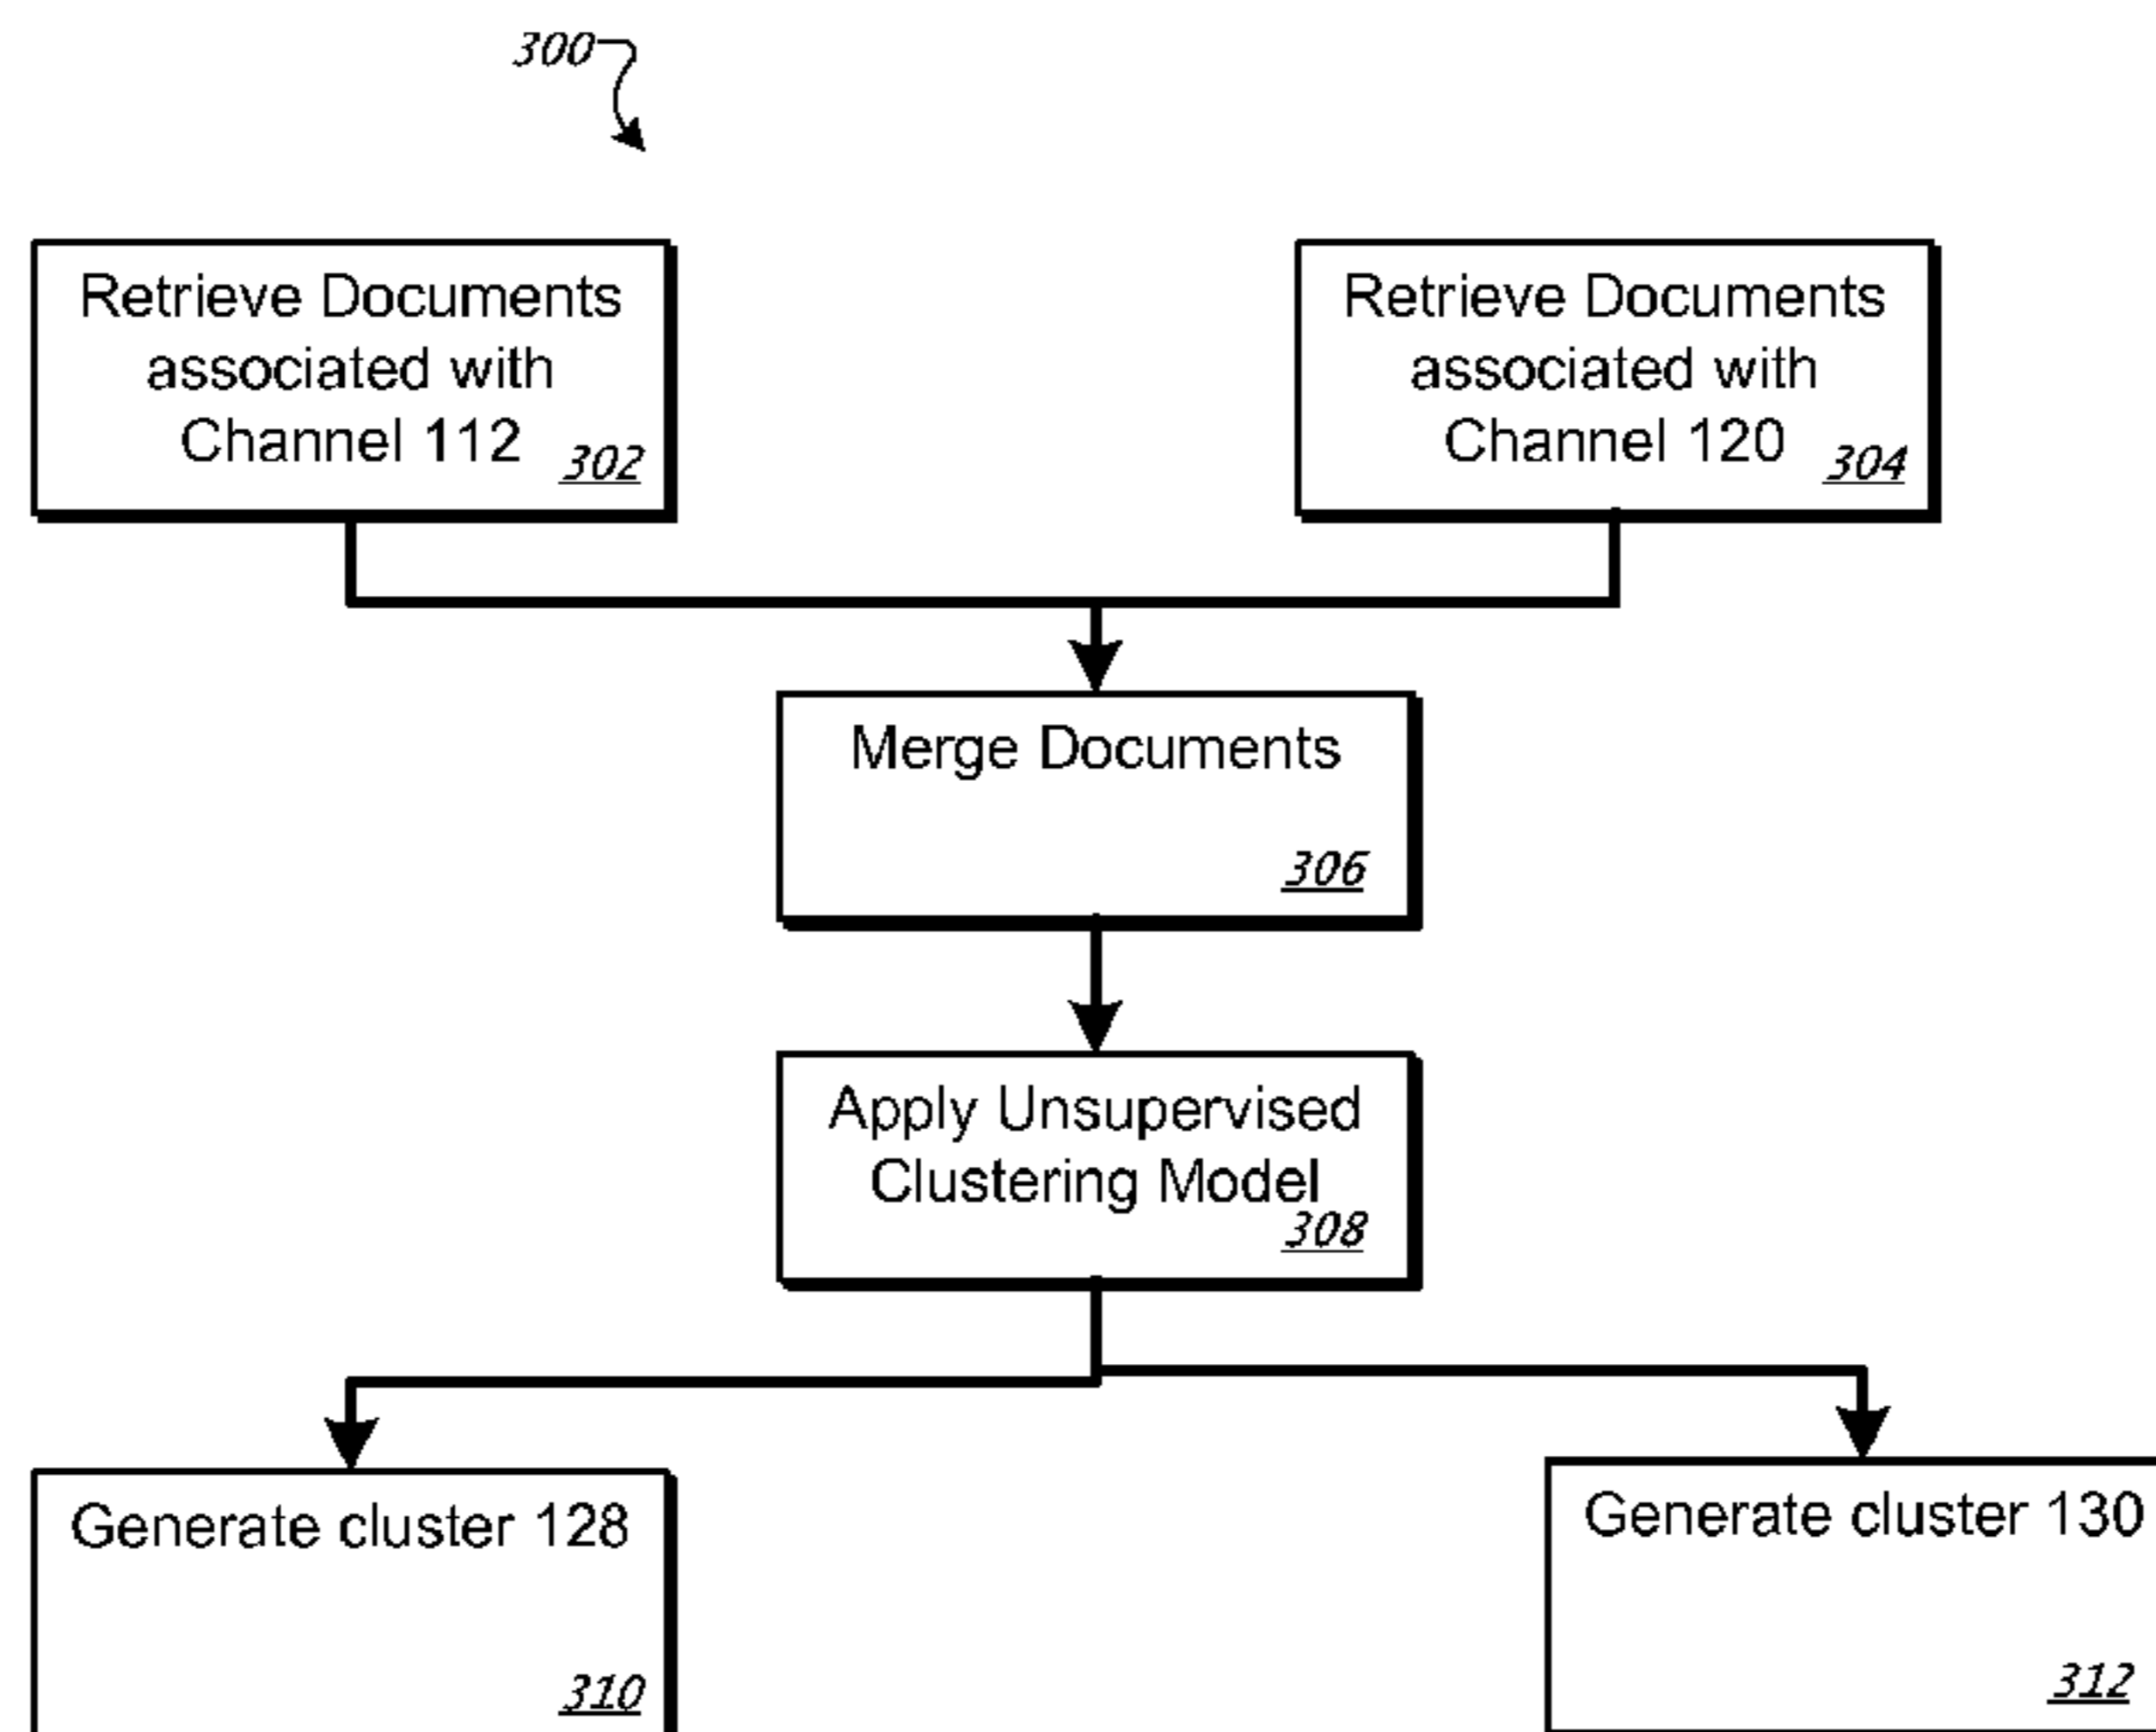 300
Retrieve Documents
associated with
Channel 112
302
Retrieve Documents
associated with
Channel 120
304
Merge Documents
306
Apply Unsupervised
Clustering Model
308
Generate cluster 128
310
Generate cluster 130
312